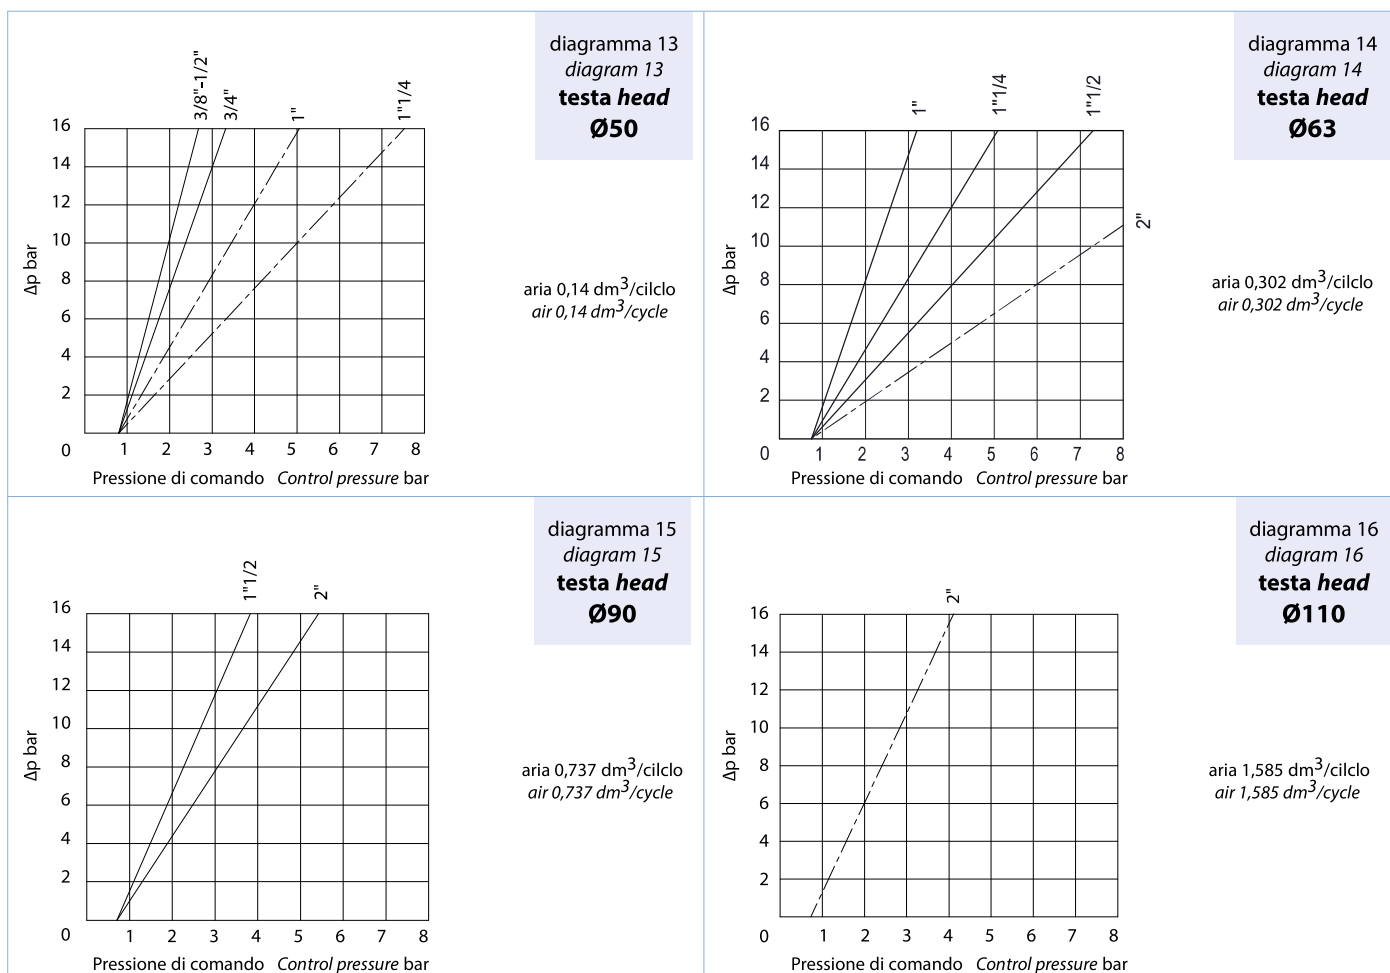 diagramma 13
diagram 13
testa head
Ø50
3/8"-1/2"
3/4"
1"
1"1/4
16
14
12
10
8
6
4
2
0
Δp bar
1 2 3 4 5 6 7 8
Pressione di comando Control pressure bar
aria 0,14 dm³/cilclo
air 0,14 dm³/cycle
diagramma 14
diagram 14
testa head
Ø63
1"
1"1/4
1"1/2
2"
16
14
12
10
8
6
4
2
0
Δp bar
1 2 3 4 5 6 7 8
Pressione di comando Control pressure bar
aria 0,302 dm³/cilclo
air 0,302 dm³/cycle
diagramma 15
diagram 15
testa head
Ø90
1"1/2
2"
16
14
12
10
8
6
4
2
0
Δp bar
1 2 3 4 5 6 7 8
Pressione di comando Control pressure bar
aria 0,737 dm³/cilclo
air 0,737 dm³/cycle
diagramma 16
diagram 16
testa head
Ø110
2"
16
14
12
10
8
6
4
2
0
Δp bar
1 2 3 4 5 6 7 8
Pressione di comando Control pressure bar
aria 1,585 dm³/cilclo
air 1,585 dm³/cycle